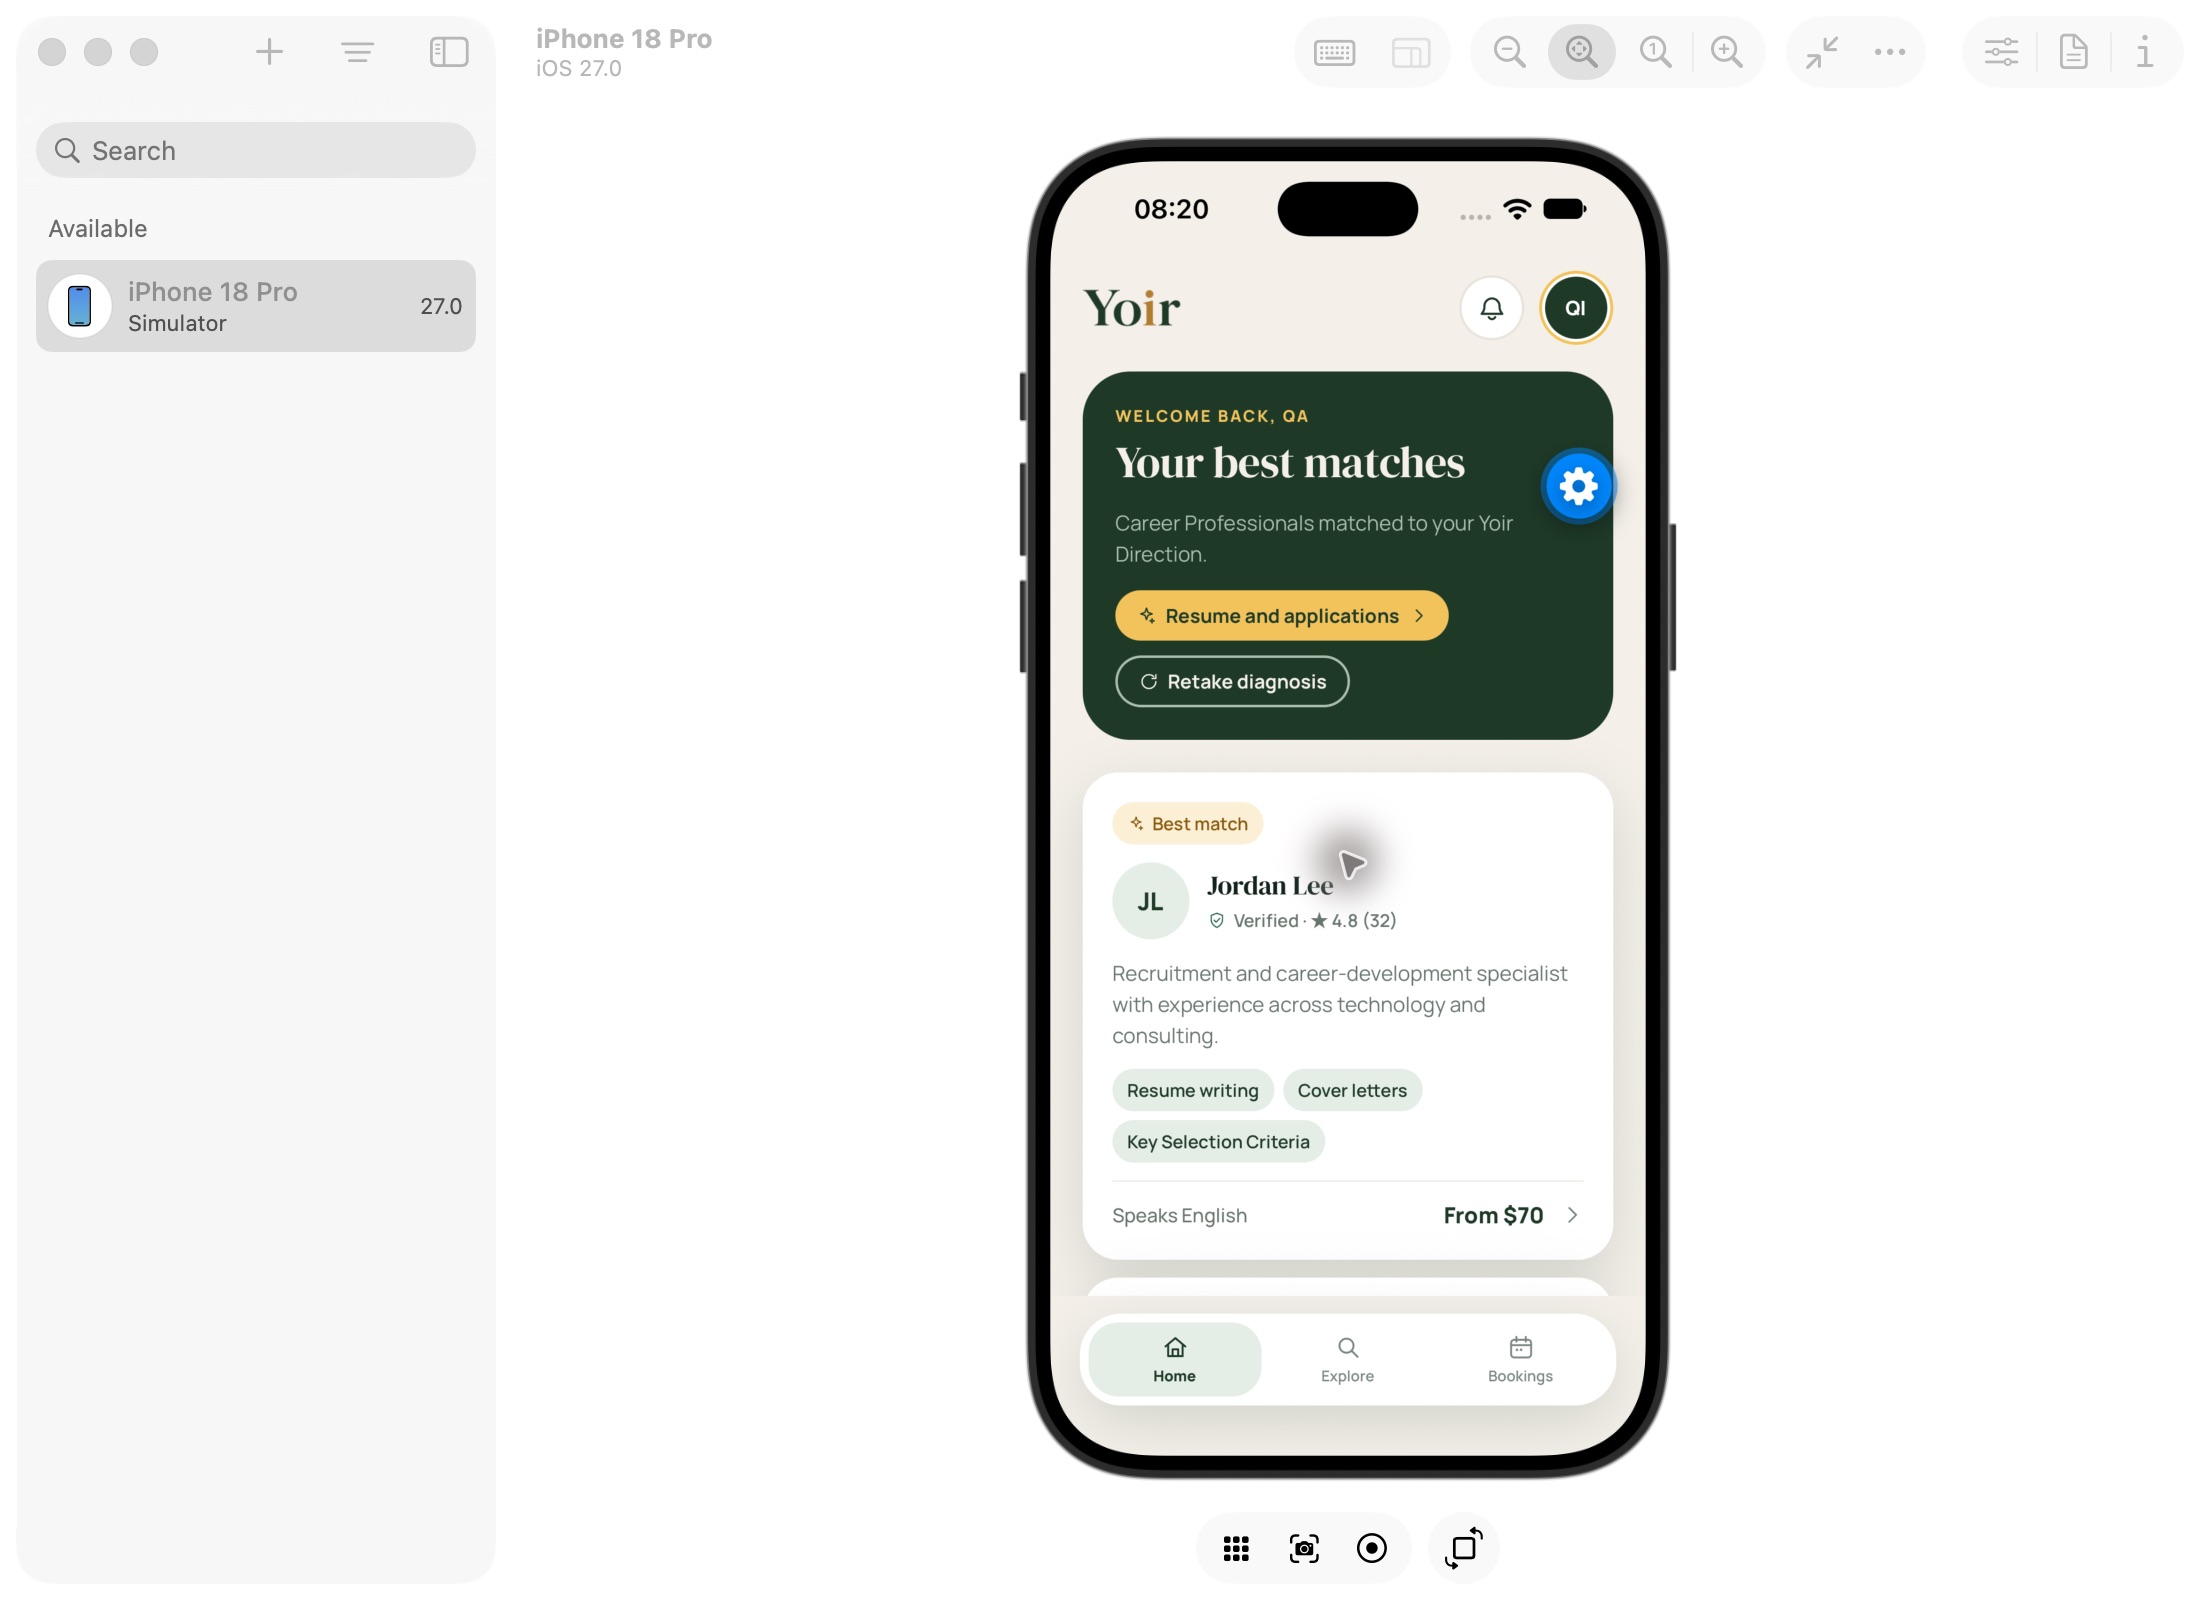 iPhone 18 Pro
iOS 27.0
Search
Available
iPhone 18 Pro
Simulator
27.0
08:20
Yoir
QI
WELCOME BACK, QA
Your best matches
Career Professionals matched to your Yoir
Direction.
Resume and applications
Retake diagnosis
Best match
JL
Jordan Lee
Verified · ★ 4.8 (32)
Recruitment and career-development specialist
with experience across technology and
consulting.
Resume writing
Cover letters
Key Selection Criteria
Speaks English
From $70
Home
Explore
Bookings